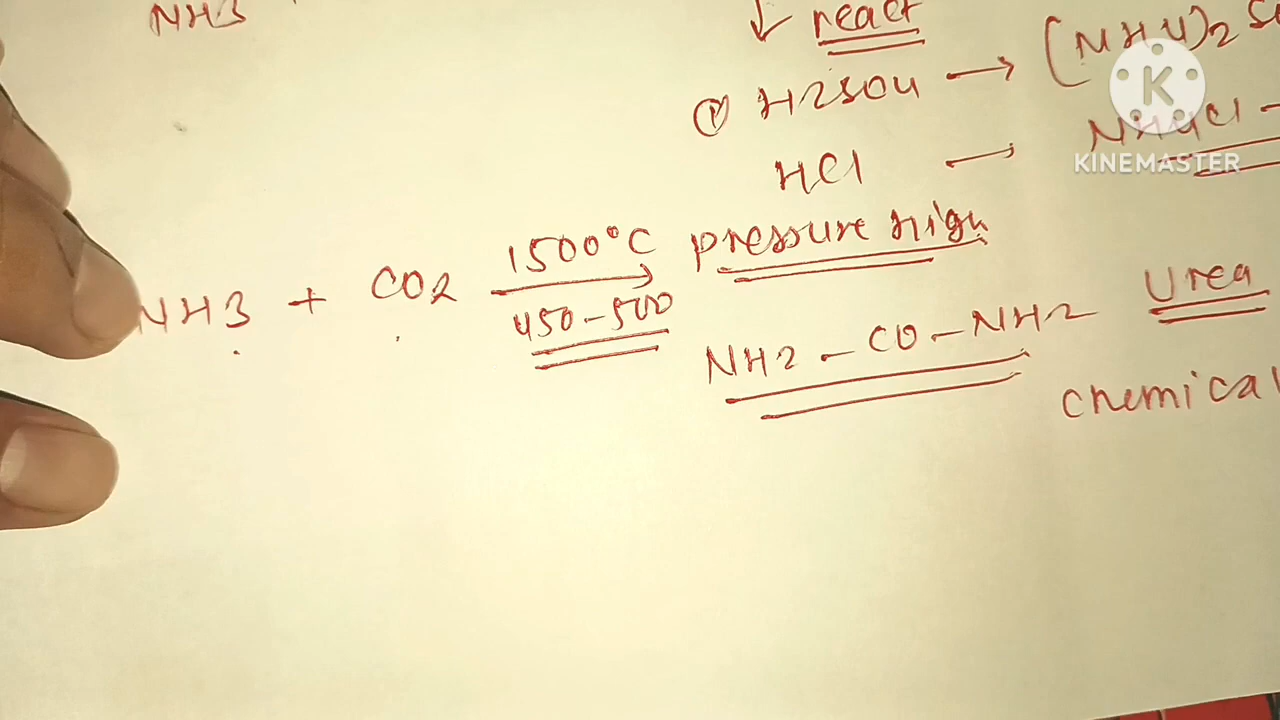 NH3
react
① H2SO4 → (NH4)2 S
HCl — NH4Cl -
KINEMASTER
1500°C pressure high
NH3 + CO2 →
450-500
Urea
NH2 - CO - NH2
chemical